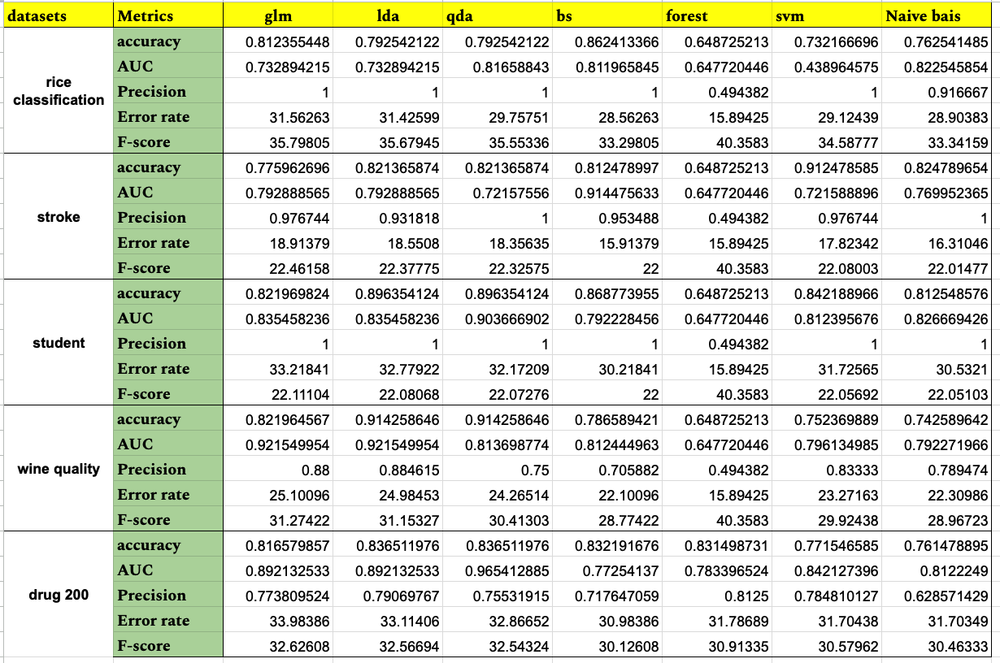 datasets Metrics glm lda qda bs forest svm Naive bais
rice classification
accuracy 0.812355448 0.792542122 0.792542122 0.862413366 0.648725213 0.732166696 0.762541485
AUC 0.732894215 0.732894215 0.81658843 0.811965845 0.647720446 0.438964575 0.822545854
Precision 1 1 1 1 0.494382 1 0.916667
Error rate 31.56263 31.42599 29.75751 28.56263 15.89425 29.12439 28.90383
F-score 35.79805 35.67945 35.55336 33.29805 40.3583 34.58777 33.34159
stroke
accuracy 0.775962696 0.821365874 0.821365874 0.812478997 0.648725213 0.912478585 0.824789654
AUC 0.792888565 0.792888565 0.72157556 0.914475633 0.647720446 0.721588896 0.769952365
Precision 0.976744 0.931818 1 0.953488 0.494382 0.976744 1
Error rate 18.91379 18.5508 18.35635 15.91379 15.89425 17.82342 16.31046
F-score 22.46158 22.37775 22.32575 22 40.3583 22.08003 22.01477
student
accuracy 0.821969824 0.896354124 0.896354124 0.868773955 0.648725213 0.842188966 0.812548576
AUC 0.835458236 0.835458236 0.903666902 0.792228456 0.647720446 0.812395676 0.826669426
Precision 1 1 1 1 0.494382 1 1
Error rate 33.21841 32.77922 32.17209 30.21841 15.89425 31.72565 30.5321
F-score 22.11104 22.08068 22.07276 22 40.3583 22.05692 22.05103
wine quality
accuracy 0.821964567 0.914258646 0.914258646 0.786589421 0.648725213 0.752369889 0.742589642
AUC 0.921549954 0.921549954 0.813698774 0.812444963 0.647720446 0.796134985 0.792271966
Precision 0.88 0.884615 0.75 0.705882 0.494382 0.83333 0.789474
Error rate 25.10096 24.98453 24.26514 22.10096 15.89425 23.27163 22.30986
F-score 31.27422 31.15327 30.41303 28.77422 40.3583 29.92438 28.96723
drug 200
accuracy 0.816579857 0.836511976 0.836511976 0.832191676 0.831498731 0.771546585 0.761478895
AUC 0.892132533 0.892132533 0.965412885 0.77254137 0.783396524 0.842127396 0.8122249
Precision 0.773809524 0.79069767 0.75531915 0.717647059 0.8125 0.784810127 0.628571429
Error rate 33.98386 33.11406 32.86652 30.98386 31.78689 31.70438 31.70349
F-score 32.62608 32.56694 32.54324 30.12608 30.91335 30.57962 30.46333